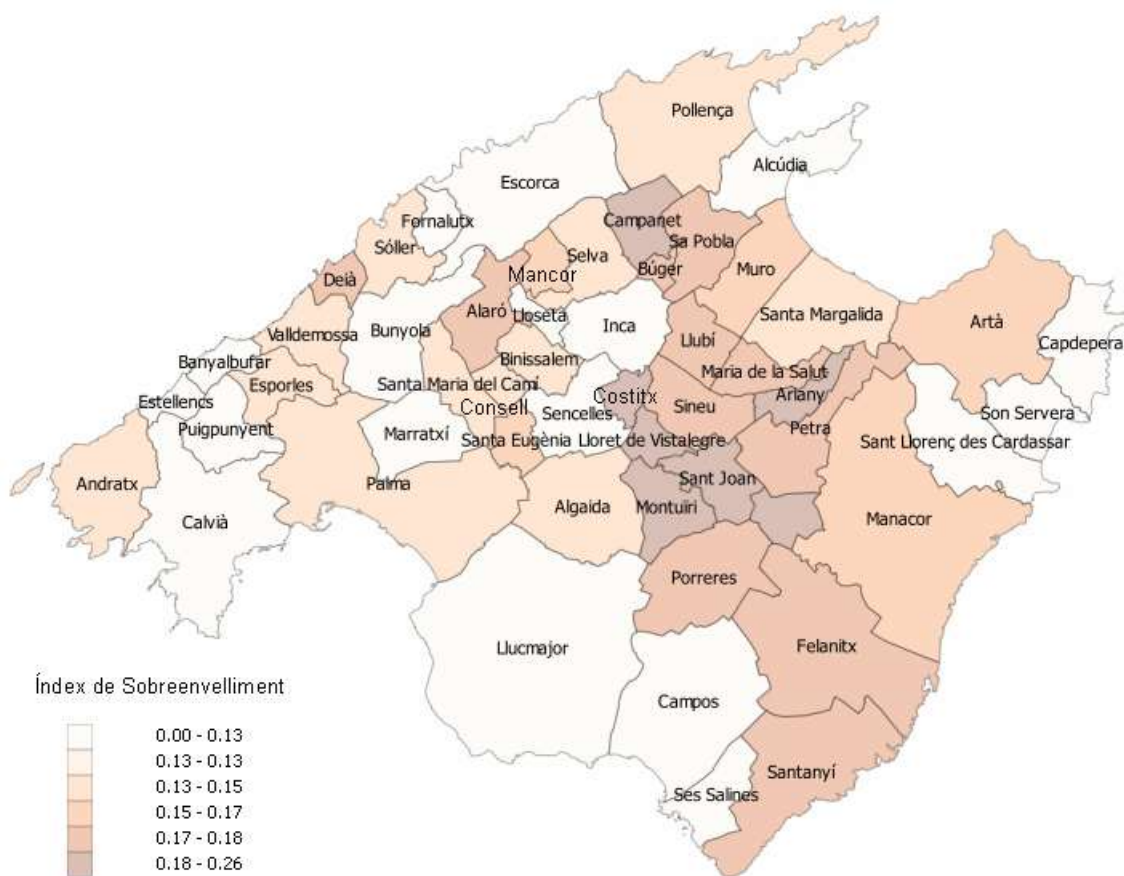 Pollença
Alcúdia
Escorca
Campanet
Fornalutx
Sa Pobla
Sóller
Selva
Búger
Muro
Mancor
Deià
Alaró
Lloseta
Inca
Santa Margalida
Artà
Valldemossa
Bunyola
Llubí
Capdepera
Banyalbufar
Binissalem
Maria de la Salut
Esporles
Santa Maria del Camí
Costitx
Ariany
Estellencs
Consell
Sencelles
Sineu
Son Servera
Puigpunyent
Marratxí
Petra
Santa Eugènia
Lloret de Vistalegre
Sant Llorenç des Cardassar
Andratx
Palma
Sant Joan
Algaida
Montuïri
Calvià
Manacor
Porreres
Llucmajor
Felanitx
Campos
Santanyí
Ses Salines
Índex de Sobreenvelliment
0.00 - 0.13
0.13 - 0.13
0.13 - 0.15
0.15 - 0.17
0.17 - 0.18
0.18 - 0.26